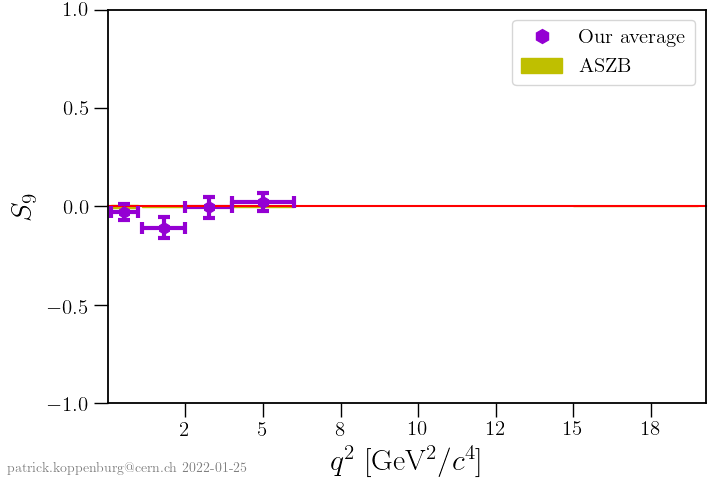 1.0
0.5
0.0
−0.5
−1.0
S9
Our average
ASZB
2 5 8 10 12 15 18
q² [GeV²/c⁴]
patrick.koppenburg@cern.ch 2022-01-25